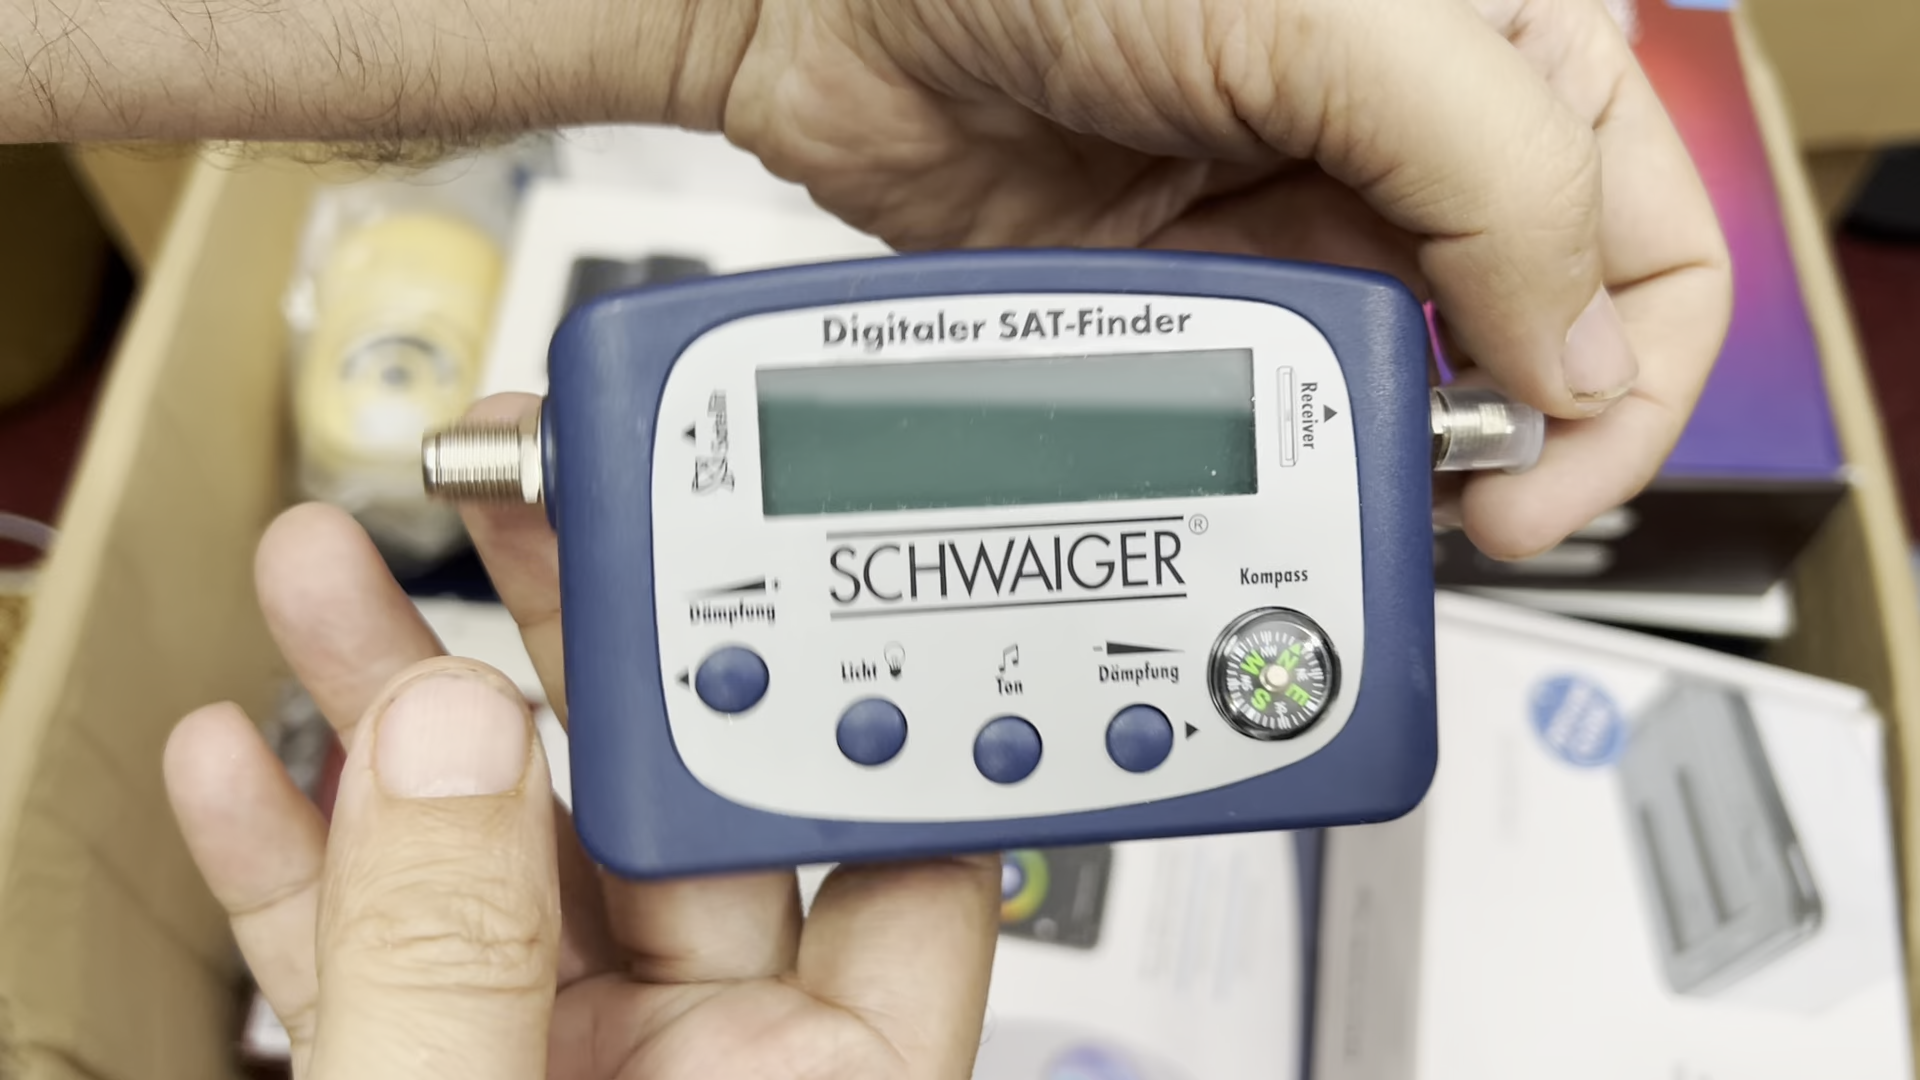 Digitaler SAT-Finder
Receiver
SCHWAIGER®
Kompass
Dämpfung
Licht
Ton
Dämpfung
N
E
S
W